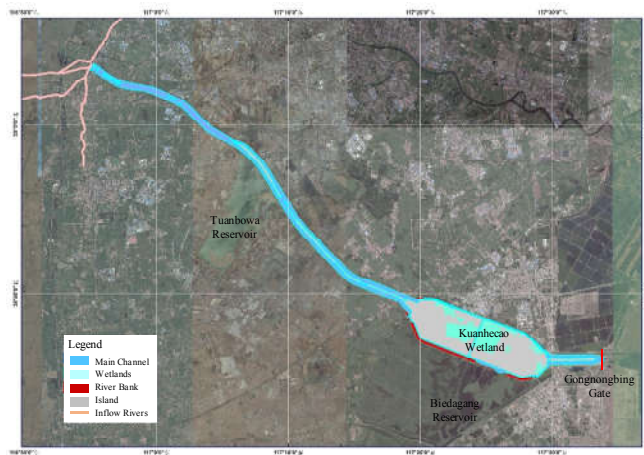 Tuanbowa
Reservoir
Kuanhecao
Wetland
Gongnongbing
Gate
Biedagang
Reservoir
Legend
Main Channel
Wetlands
River Bank
Island
Inflow Rivers